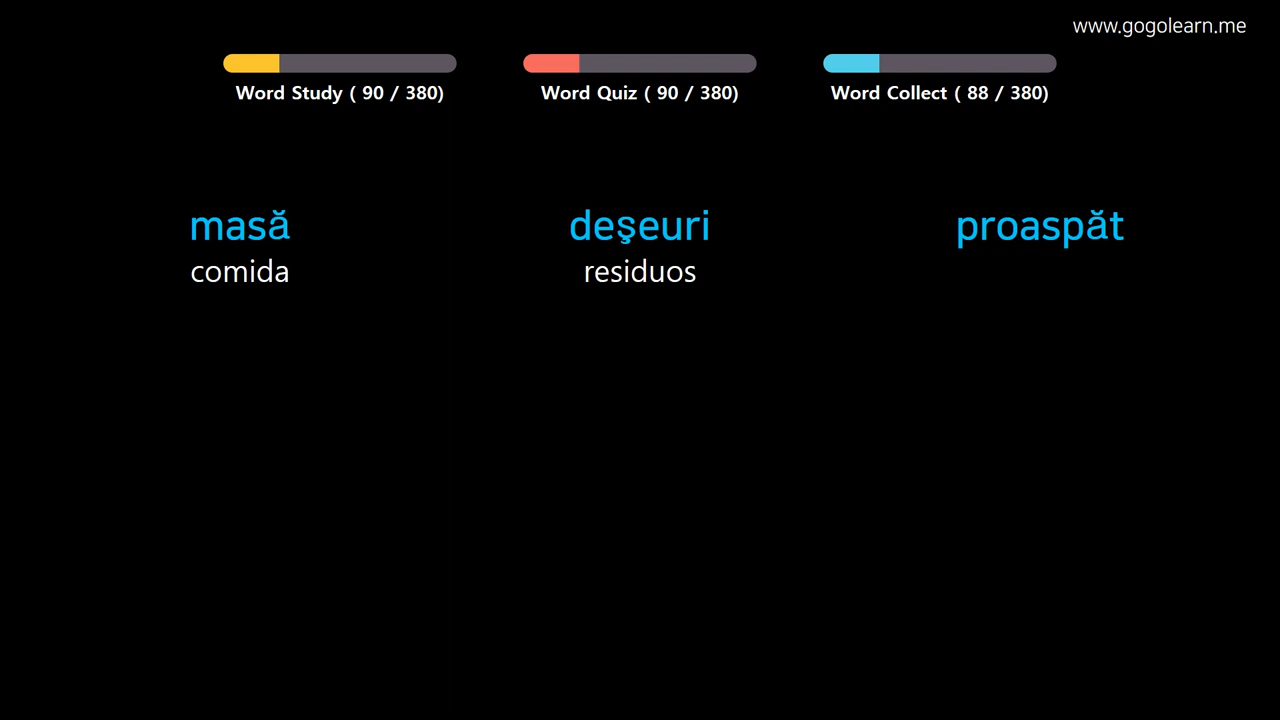 www.gogolearn.me
Word Study ( 90 / 380)
Word Quiz ( 90 / 380)
Word Collect ( 88 / 380)
masă
deşeuri
proaspăt
comida
residuos